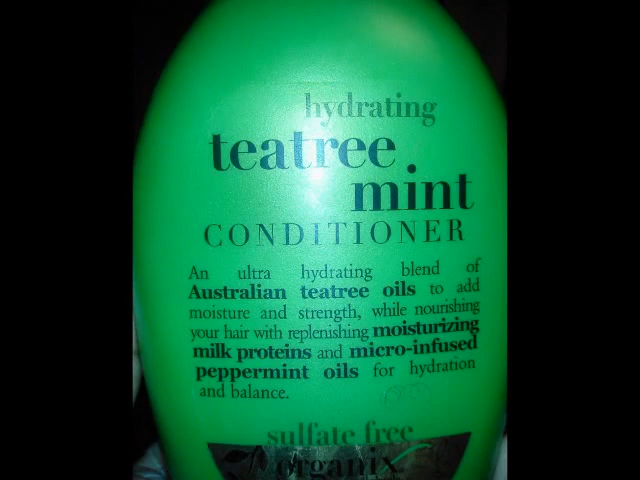 hydrating
teatree
mint
CONDITIONER
An ultra hydrating blend of
Australian teatree oils to add
moisture and strength, while nourishing
your hair with replenishing moisturizing
milk proteins and micro-infused
peppermint oils for hydration
and balance.
sulfate free
organix